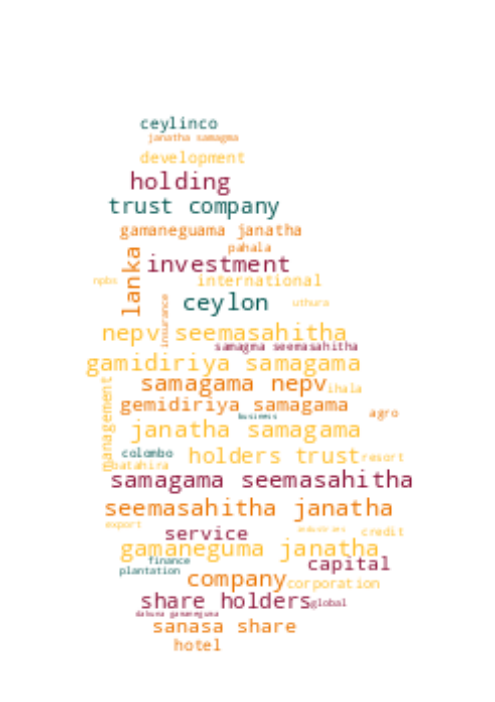 ceylinco
janatha samagma
development
holding
trust company
gamaneguama janatha
pahala
lanka
investment
npbs
international
insurance
ceylon
uthura
nepvl seemasahitha
samagma seemasahitha
gamidiriya samagama
samagama nepv
ihala
management
gemidiriya samagama
agro
business
janatha samagama
colombo
holders trust
resort
batahira
samagama seemasahitha
seemasahitha janatha
export
industries
service
credit
gamaneguma janatha
finance
capital
plantation
company
corporation
share holders
global
dakuna gamaneguma
sanasa share
hotel